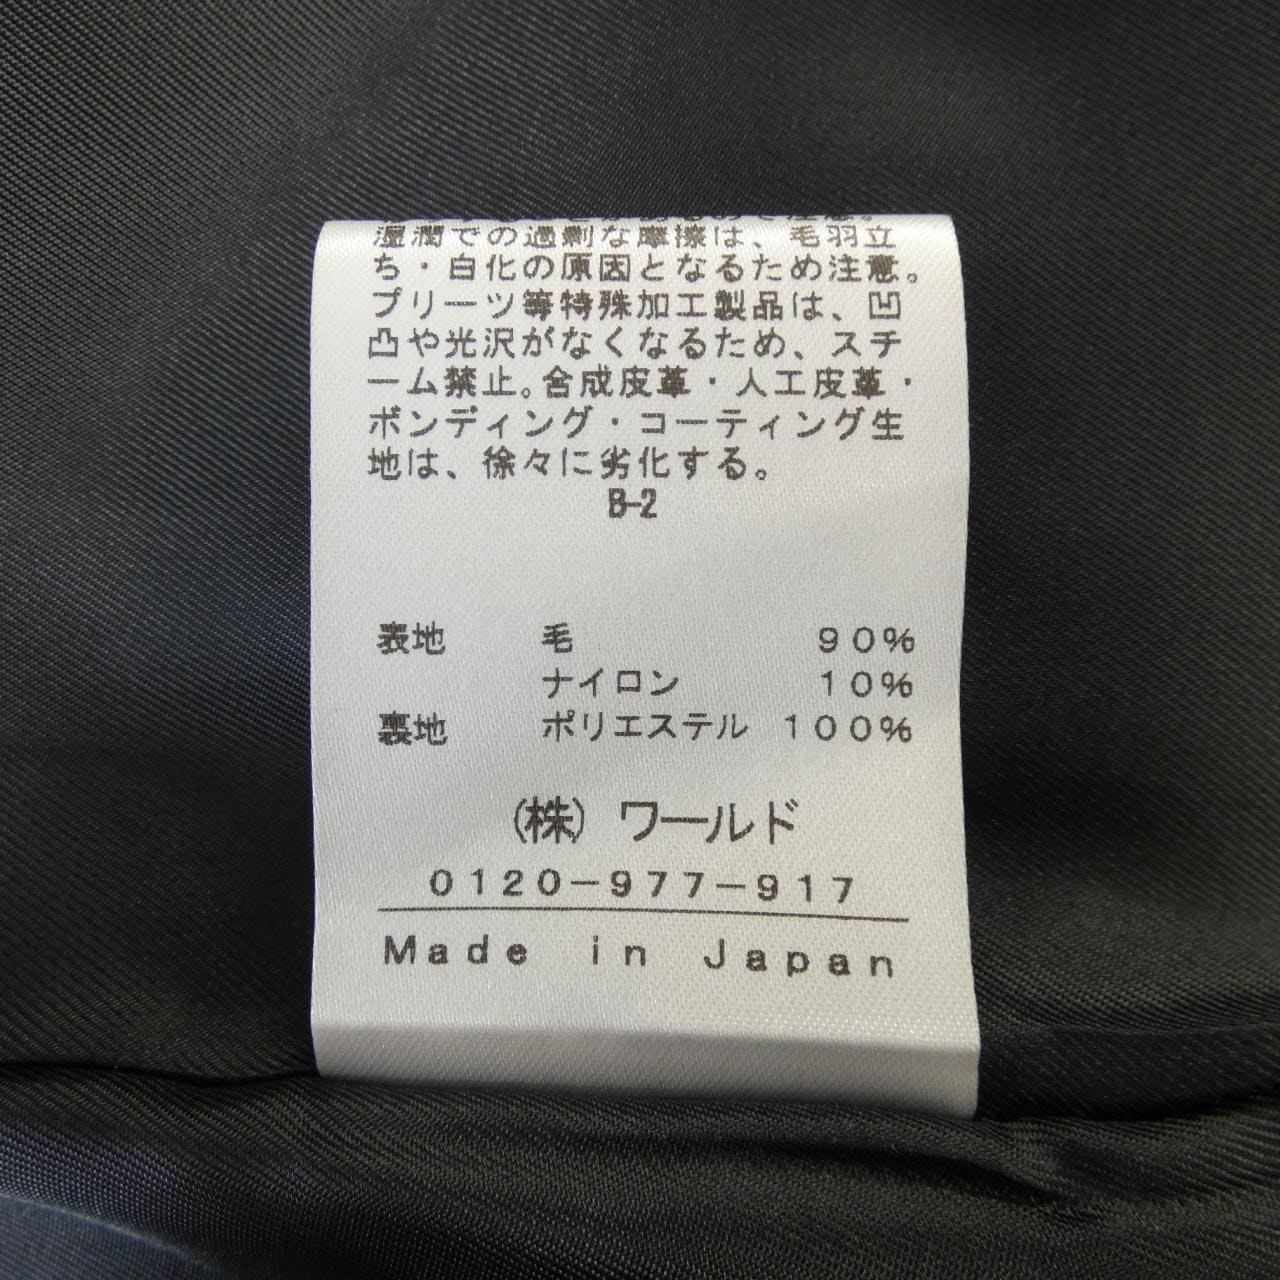 湿潤での過剰な摩擦は、毛羽立
ち・白化の原因となるため注意。
プリーツ等特殊加工製品は、凹
凸や光沢がなくなるため、スチ
ーム禁止。合成皮革・人工皮革・
ボンディング・コーティング生
地は、徐々に劣化する。
B-2
表地 毛 90%
ナイロン 10%
裏地 ポリエステル 100%
(株)ワールド
0120-977-917
Made in Japan